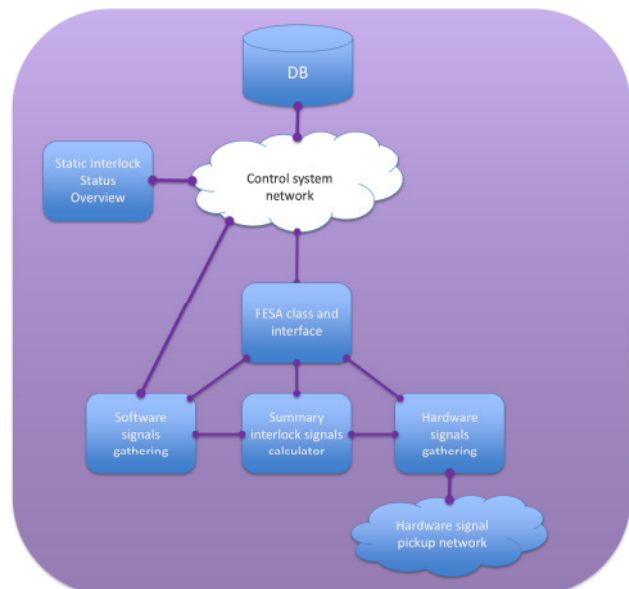 DB
Static Interlock
Status
Overview
Control system
network
FESA class and
interface
Software
signals
gathering
Summary
interlock signals
calculator
Hardware
signals
gathering
Hardware signal
pickup network